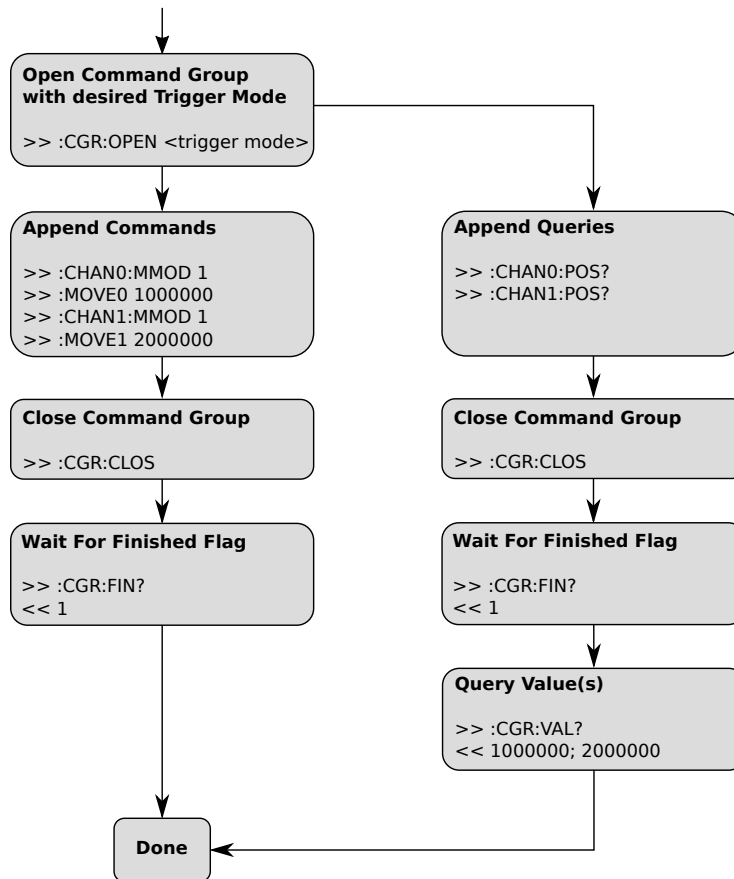 Open Command Group
with desired Trigger Mode
>> :CGR:OPEN <trigger mode>
Append Commands
>> :CHAN0:MMOD 1
>> :MOVE0 1000000
>> :CHAN1:MMOD 1
>> :MOVE1 2000000
Close Command Group
>> :CGR:CLOS
Wait For Finished Flag
>> :CGR:FIN?
<< 1
Append Queries
>> :CHAN0:POS?
>> :CHAN1:POS?
Close Command Group
>> :CGR:CLOS
Wait For Finished Flag
>> :CGR:FIN?
<< 1
Query Value(s)
>> :CGR:VAL?
<< 1000000; 2000000
Done